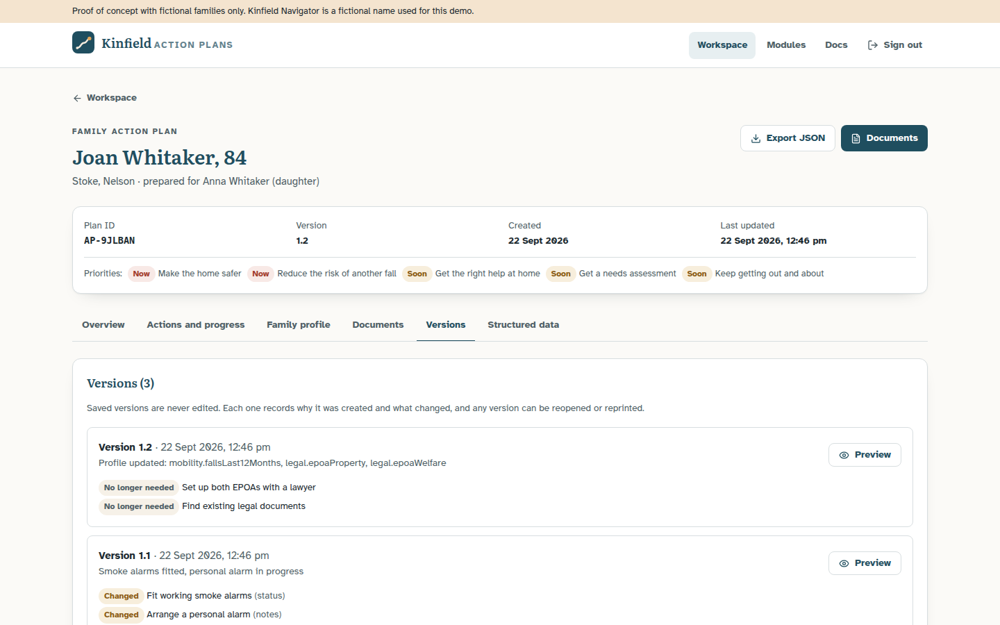 Proof of concept with fictional families only. Kinfield Navigator is a fictional name used for this demo.
Kinfield ACTION PLANS
Workspace Modules Docs Sign out
Workspace
FAMILY ACTION PLAN
Export JSON Documents
Joan Whitaker, 84
Stoke, Nelson · prepared for Anna Whitaker (daughter)
Plan ID Version Created Last updated
AP-9JLBAN 1.2 22 Sept 2026 22 Sept 2026, 12:46 pm
Priorities: Now Make the home safer Now Reduce the risk of another fall Soon Get the right help at home Soon Get a needs assessment Soon Keep getting out and about
Overview Actions and progress Family profile Documents Versions Structured data
Versions (3)
Saved versions are never edited. Each one records why it was created and what changed, and any version can be reopened or reprinted.
Version 1.2 · 22 Sept 2026, 12:46 pm
Preview
Profile updated: mobility.fallsLast12Months, legal.epoaProperty, legal.epoaWelfare
No longer needed Set up both EPOAs with a lawyer
No longer needed Find existing legal documents
Version 1.1 · 22 Sept 2026, 12:46 pm
Preview
Smoke alarms fitted, personal alarm in progress
Changed Fit working smoke alarms (status)
Changed Arrange a personal alarm (notes)